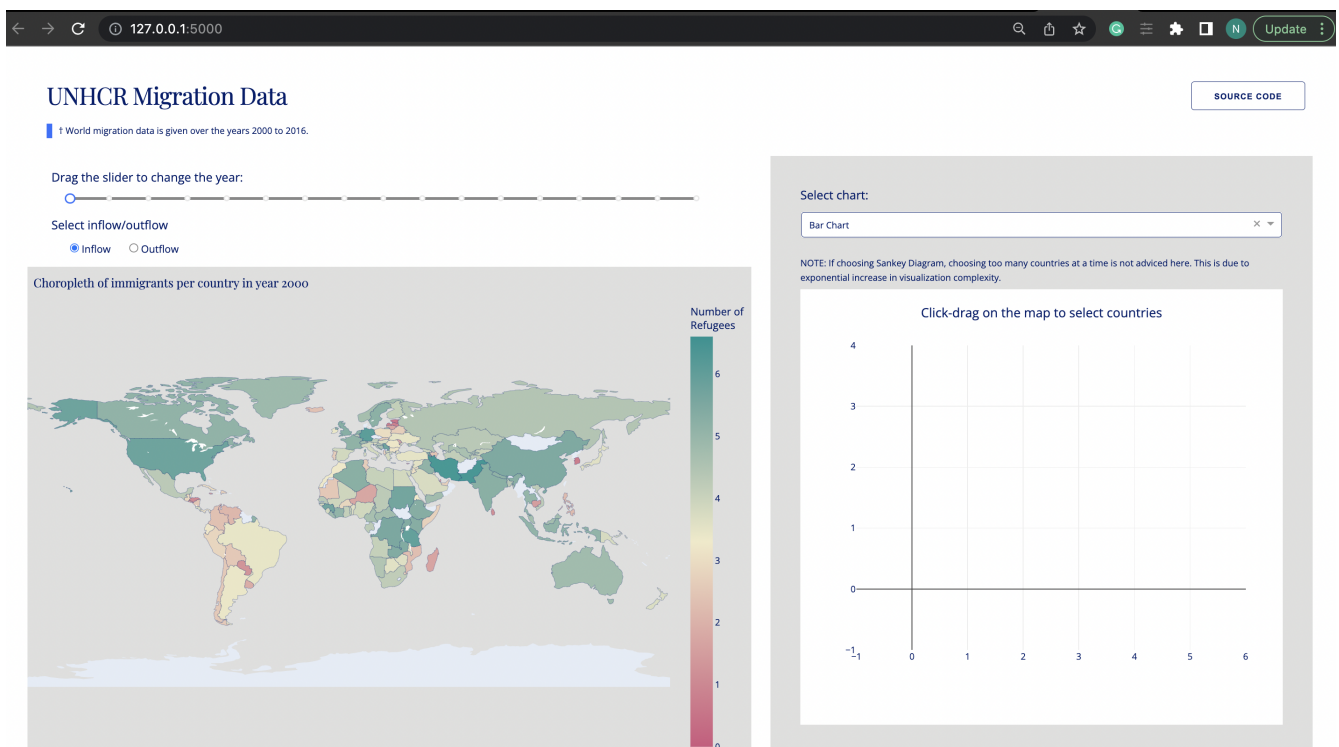 127.0.0.1:5000
N
Update
UNHCR Migration Data
SOURCE CODE
† World migration data is given over the years 2000 to 2016.
Drag the slider to change the year:
Select inflow/outflow
Inflow Outflow
Choropleth of immigrants per country in year 2000
Number of
Refugees
6
5
4
3
2
1
0
Select chart:
Bar Chart
NOTE: If choosing Sankey Diagram, choosing too many countries at a time is not adviced here. This is due to
exponential increase in visualization complexity.
Click-drag on the map to select countries
4
3
2
1
0
−1
−1 0 1 2 3 4 5 6